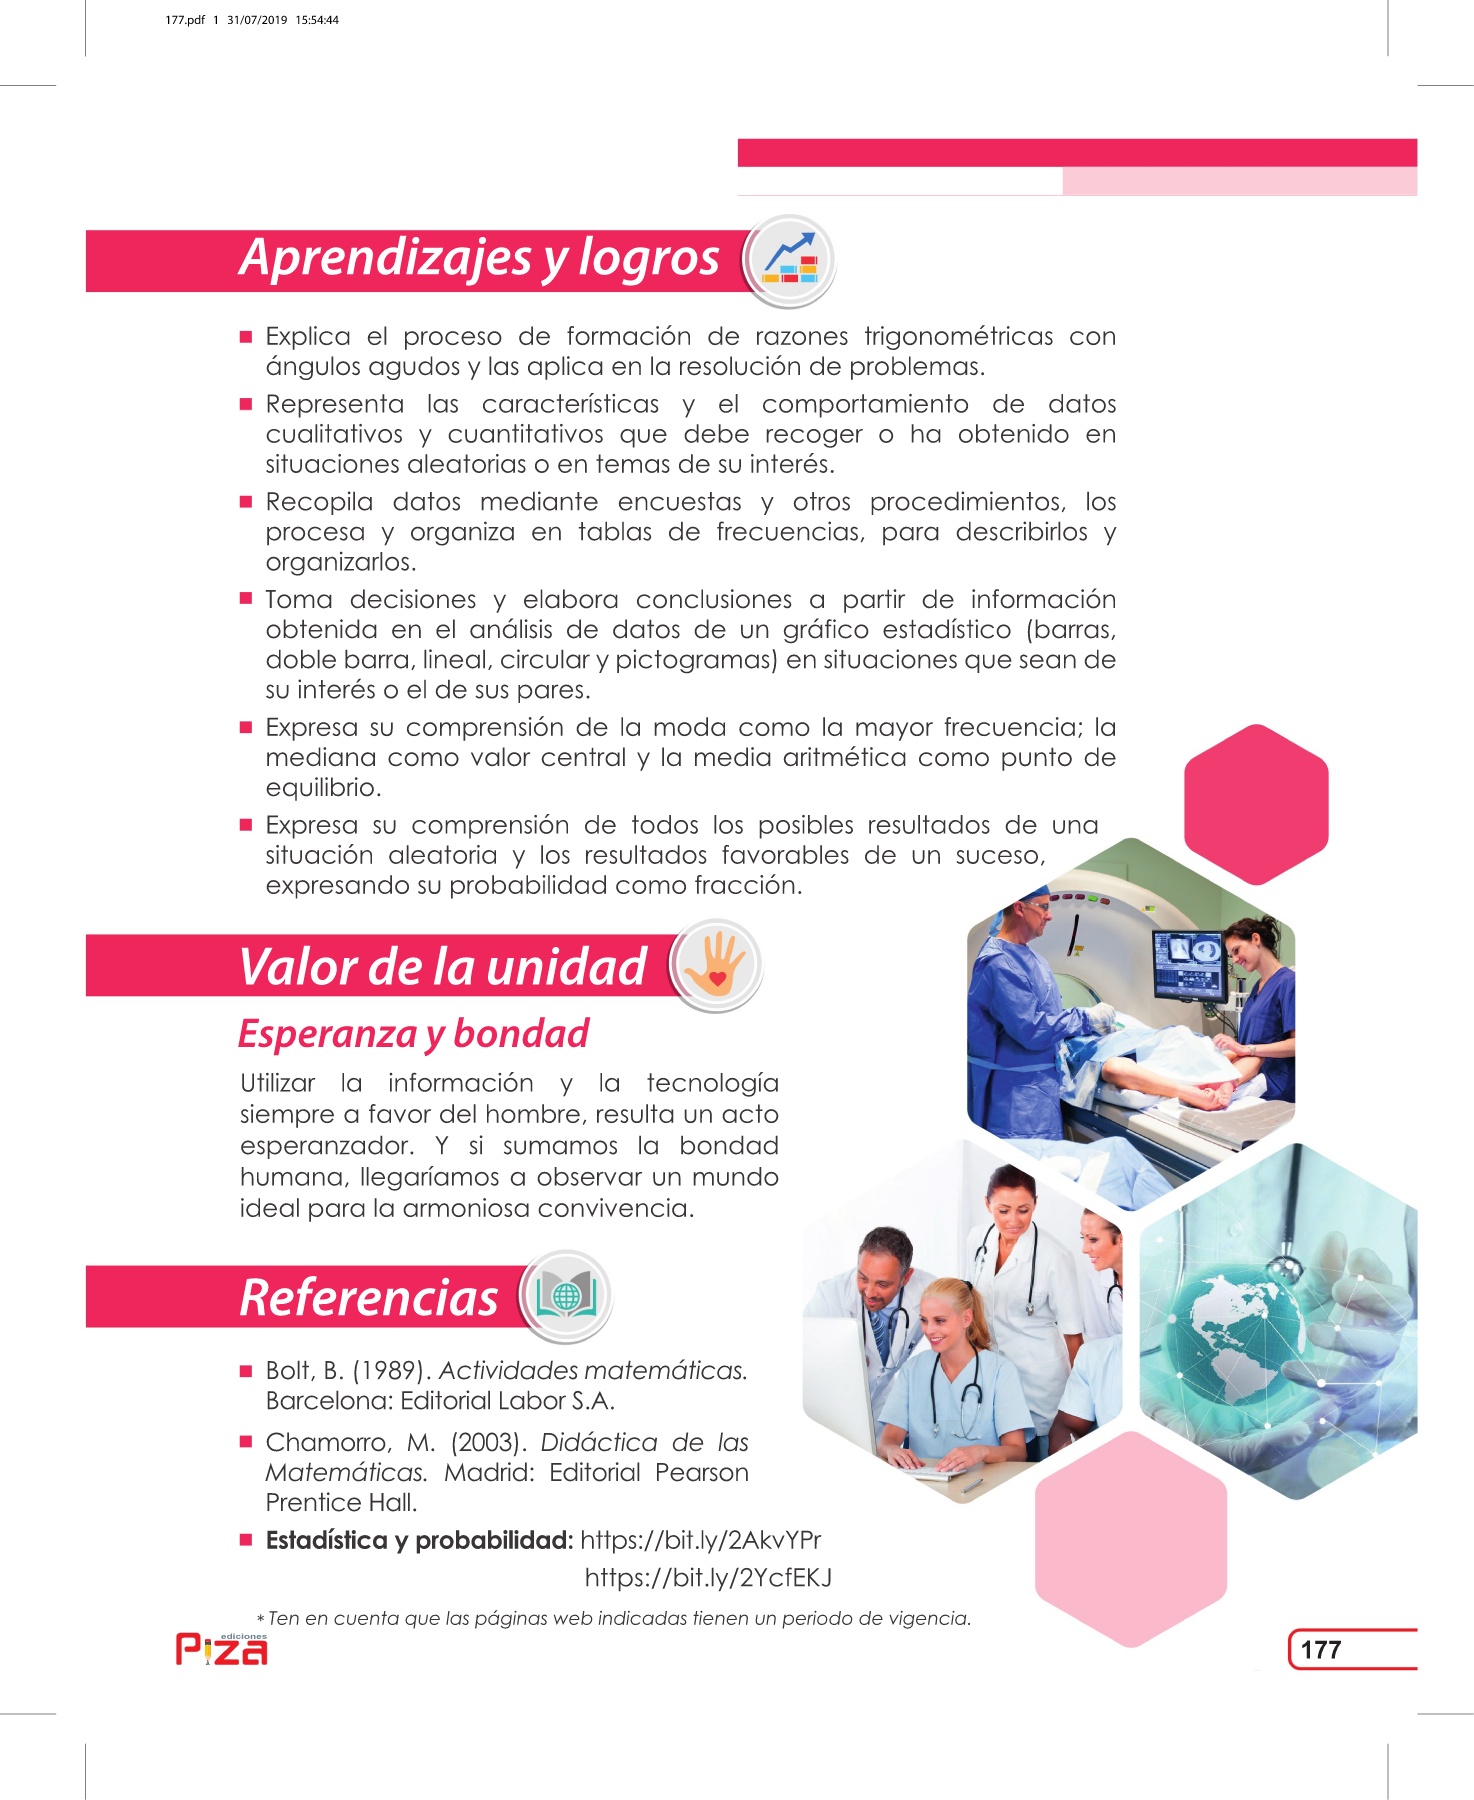 177.pdf 1 31/07/2019 15:54:44
Aprendizajes y logros
Explica el proceso de formación de razones trigonométricas con
ángulos agudos y las aplica en la resolución de problemas.
Representa las características y el comportamiento de datos
cualitativos y cuantitativos que debe recoger o ha obtenido en
situaciones aleatorias o en temas de su interés.
Recopila datos mediante encuestas y otros procedimientos, los
procesa y organiza en tablas de frecuencias, para describirlos y
organizarlos.
Toma decisiones y elabora conclusiones a partir de información
obtenida en el análisis de datos de un gráfico estadístico (barras,
doble barra, lineal, circular y pictogramas) en situaciones que sean de
su interés o el de sus pares.
Expresa su comprensión de la moda como la mayor frecuencia; la
mediana como valor central y la media aritmética como punto de
equilibrio.
Expresa su comprensión de todos los posibles resultados de una
situación aleatoria y los resultados favorables de un suceso,
expresando su probabilidad como fracción.
Valor de la unidad
Esperanza y bondad
Utilizar la información y la tecnología
siempre a favor del hombre, resulta un acto
esperanzador. Y si sumamos la bondad
humana, llegaríamos a observar un mundo
ideal para la armoniosa convivencia.
Referencias
Bolt, B. (1989). Actividades matemáticas.
Barcelona: Editorial Labor S.A.
Chamorro, M. (2003). Didáctica de las
Matemáticas. Madrid: Editorial Pearson
Prentice Hall.
Estadística y probabilidad: https://bit.ly/2AkvYPr
https://bit.ly/2YcfEKJ
* Ten en cuenta que las páginas web indicadas tienen un periodo de vigencia.
ediciones
Piza
177